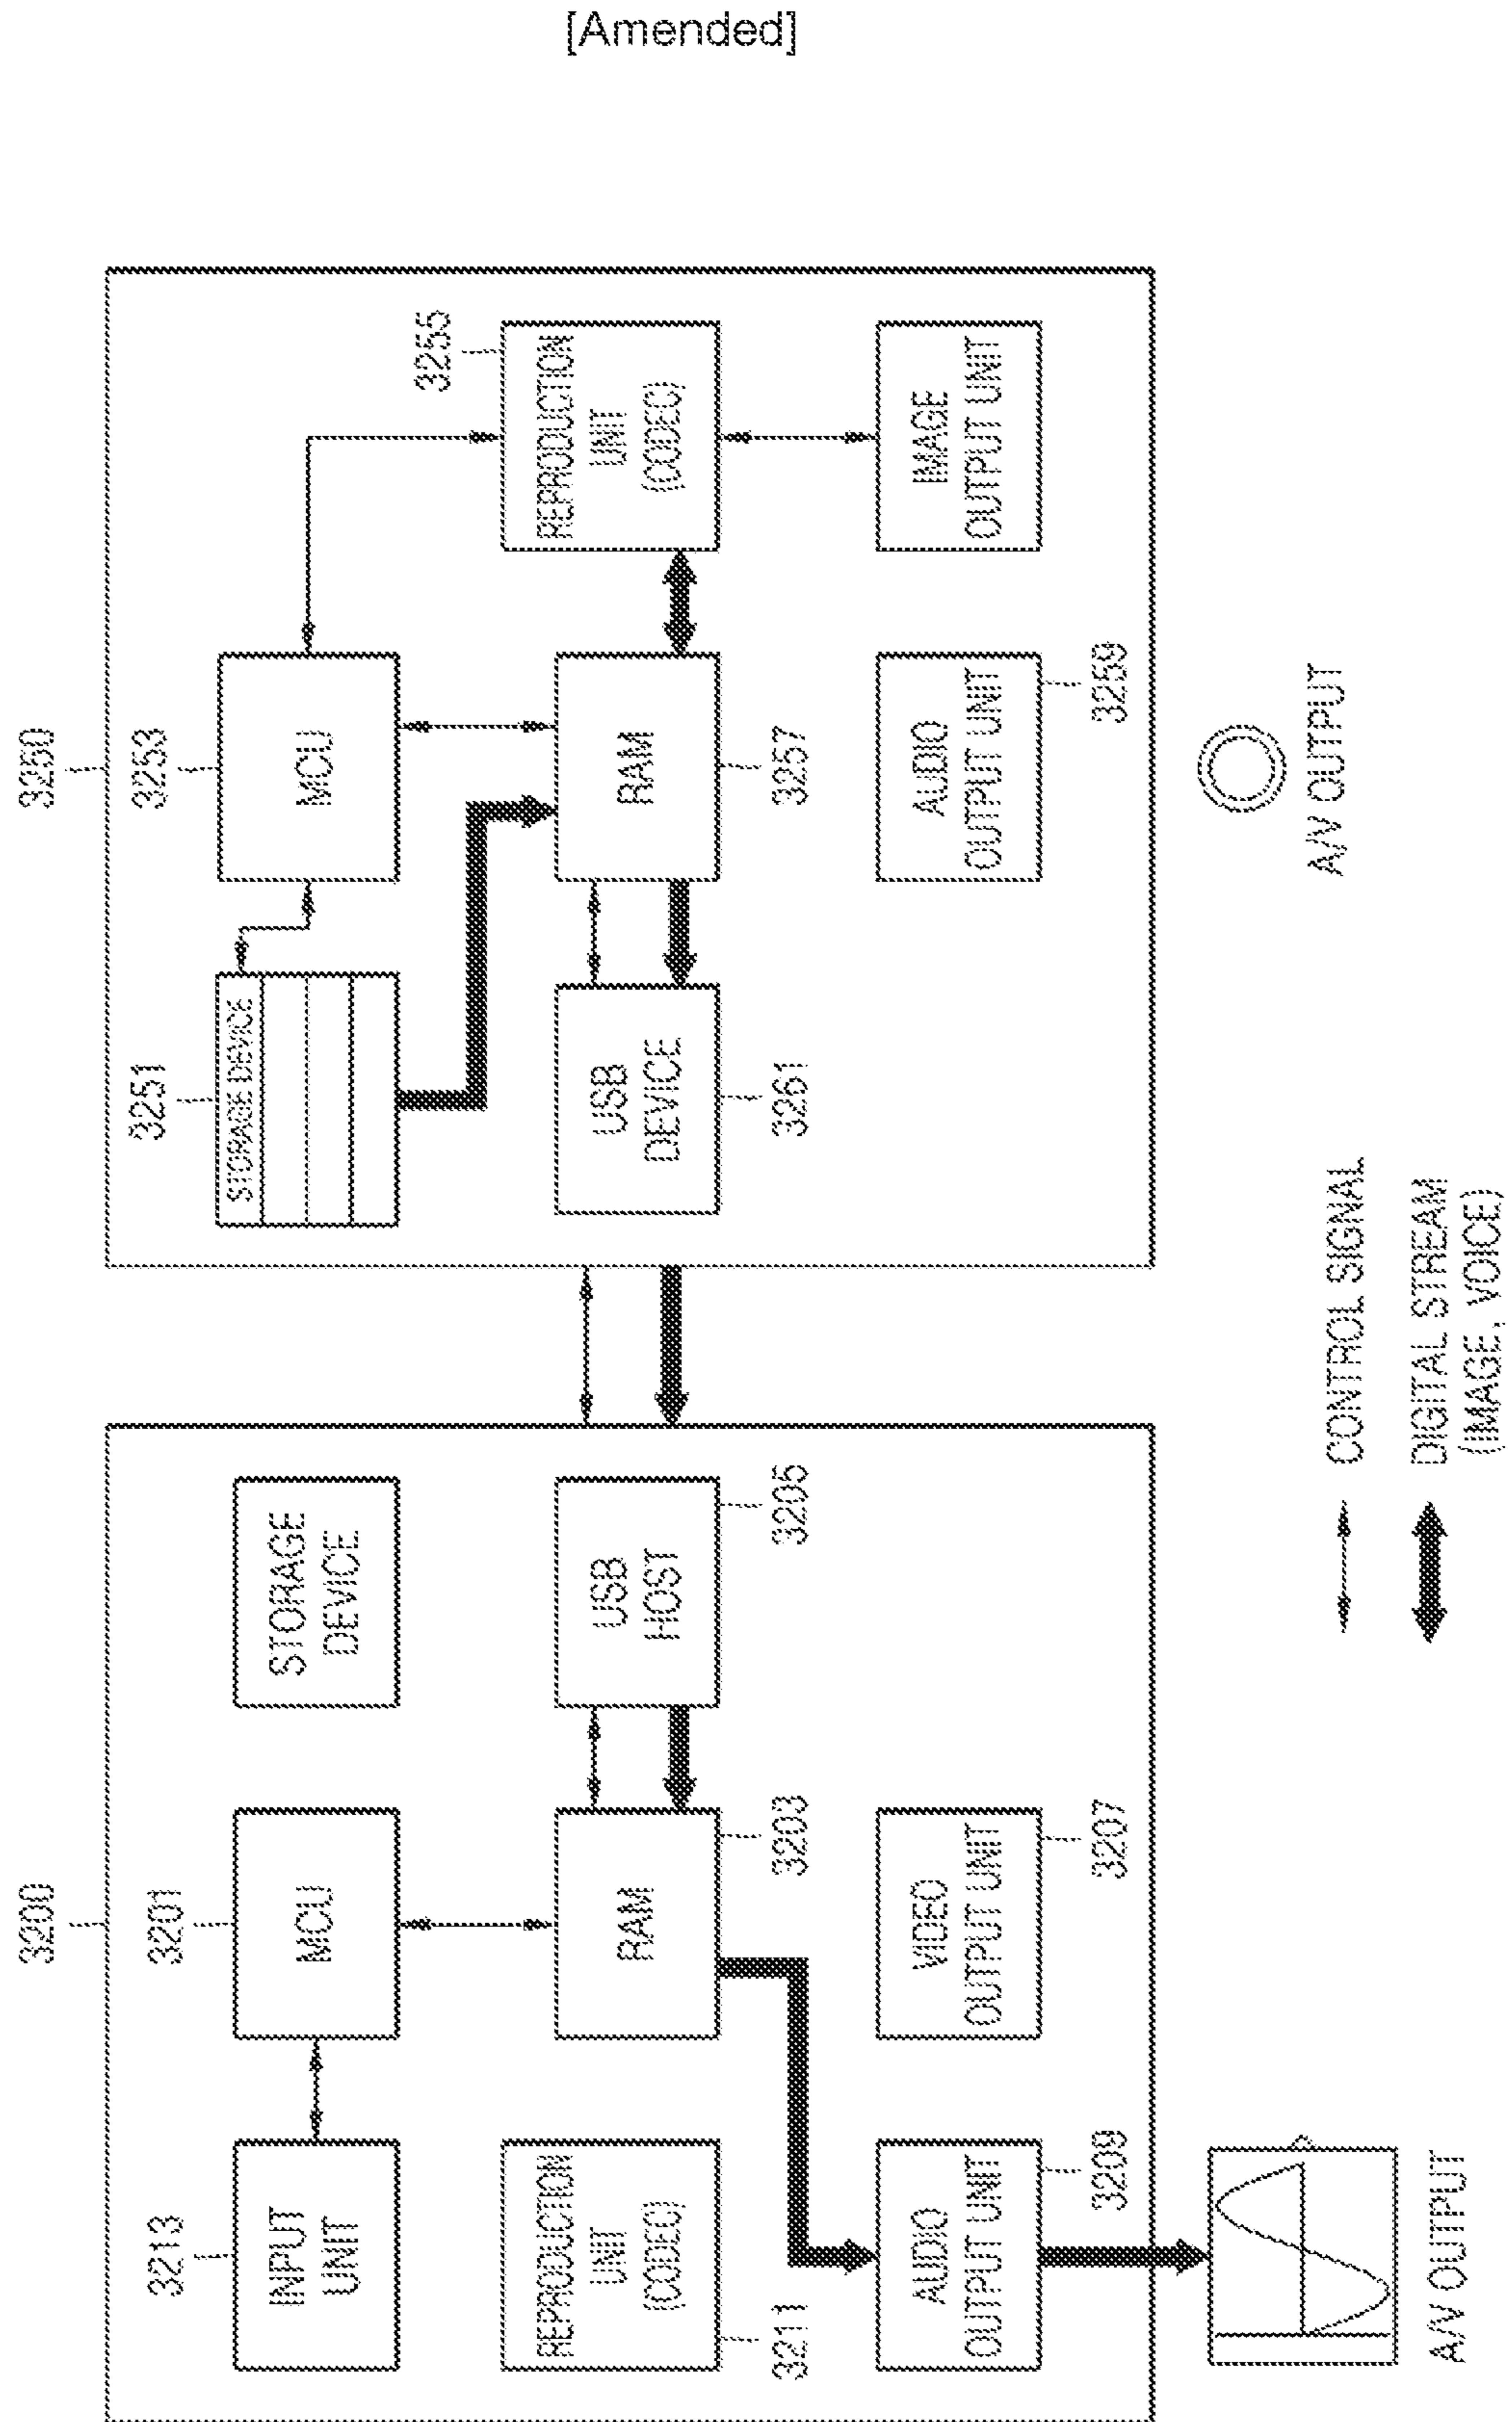 [Amended]
3200
3213
INPUT
UNIT
3201
MCU
STORAGE
DEVICE
REPRODUCTION
UNIT
(CODEC)
3211
RAM
3203
USB
HOST
3205
AUDIO
OUTPUT UNIT
3209
VIDEO
OUTPUT UNIT
3207
A/V OUTPUT
3250
3251
STORAGE DEVICE
3253
MCU
3255
REPRODUCTION
UNIT
(CODEC)
USB
DEVICE
3261
RAM
3257
AUDIO
OUTPUT UNIT
3259
IMAGE
OUTPUT UNIT
A/V OUTPUT
CONTROL SIGNAL
DIGITAL STREAM
(IMAGE, VOICE)